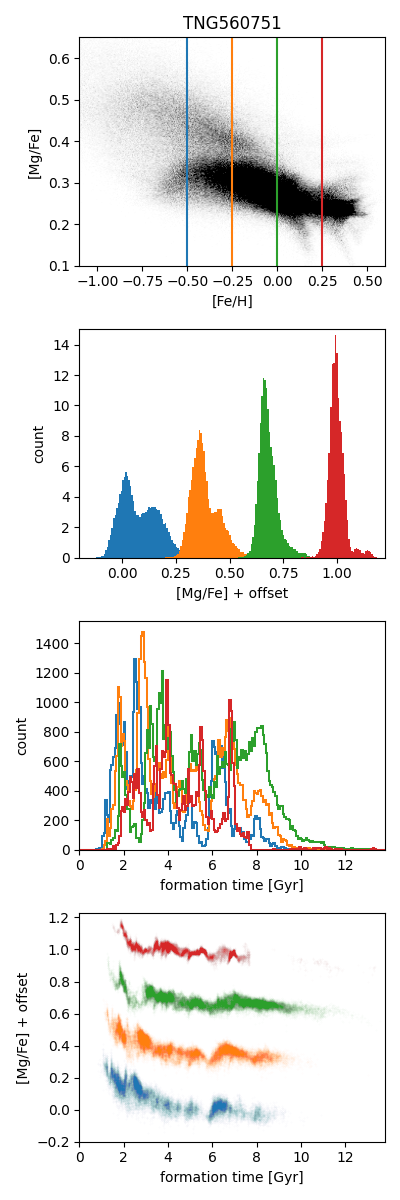 TNG560751
0.6
0.5
0.4
0.3
0.2
0.1
[Mg/Fe]
−1.00 −0.75 −0.50 −0.25 0.00 0.25 0.50
[Fe/H]
14
12
10
8
6
4
2
0
count
0.00 0.25 0.50 0.75 1.00
[Mg/Fe] + offset
1400
1200
1000
800
600
400
200
0
count
0 2 4 6 8 10 12
formation time [Gyr]
1.2
1.0
0.8
0.6
0.4
0.2
0.0
−0.2
[Mg/Fe] + offset
0 2 4 6 8 10 12
formation time [Gyr]